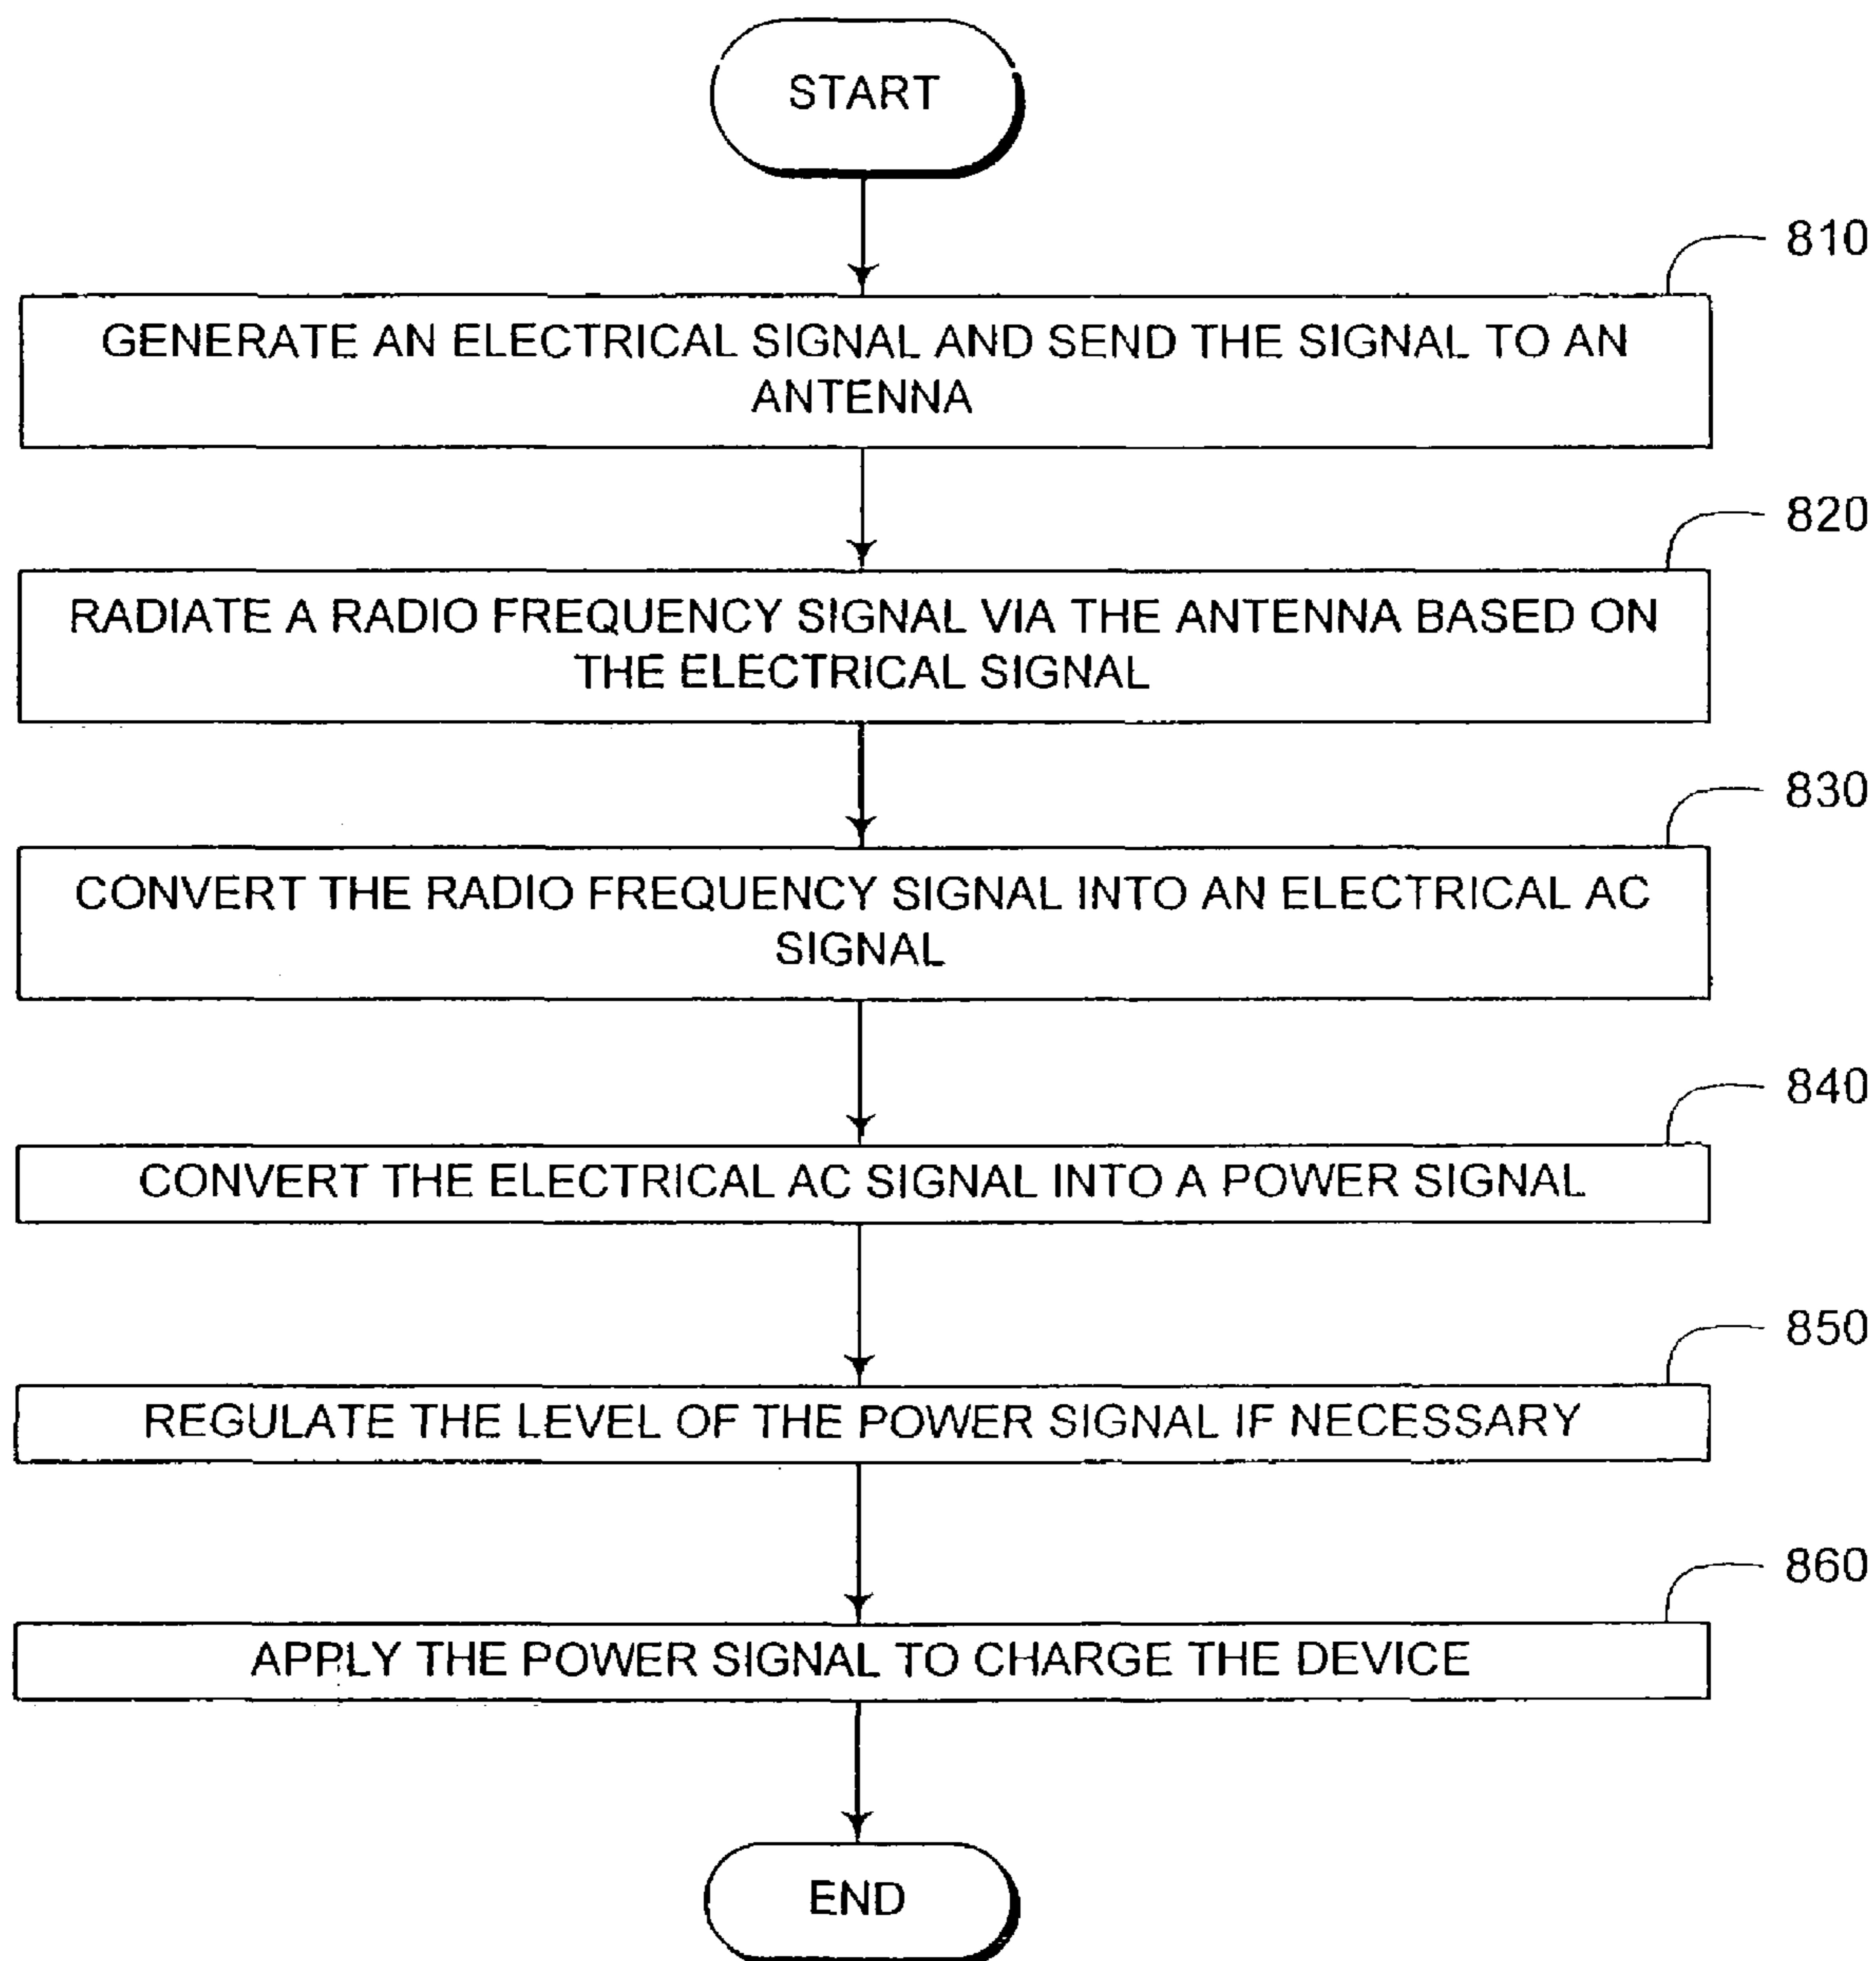 START
810
GENERATE AN ELECTRICAL SIGNAL AND SEND THE SIGNAL TO AN
ANTENNA
820
RADIATE A RADIO FREQUENCY SIGNAL VIA THE ANTENNA BASED ON
THE ELECTRICAL SIGNAL
830
CONVERT THE RADIO FREQUENCY SIGNAL INTO AN ELECTRICAL AC
SIGNAL
840
CONVERT THE ELECTRICAL AC SIGNAL INTO A POWER SIGNAL
850
REGULATE THE LEVEL OF THE POWER SIGNAL IF NECESSARY
860
APPLY THE POWER SIGNAL TO CHARGE THE DEVICE
END